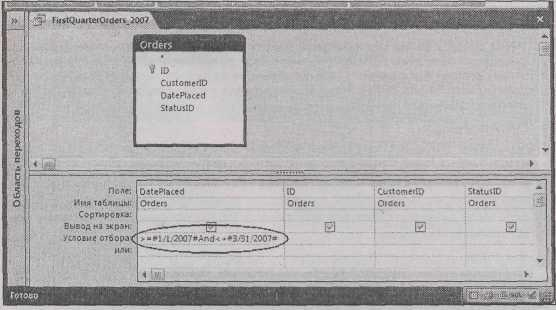 FirstQuarterOrders_2007
Orders
*
ID
CustomerID
DatePlaced
StatusID
Область переходов
Поле: DatePlaced ID CustomerID StatusID
Имя таблицы: Orders Orders Orders Orders
Сортировка:
Вывод на экран:
Условие отбора: >=#1/1/2007#And<=#3/31/2007#
или:
Готово